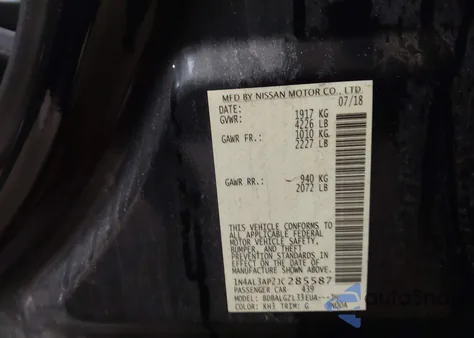 MFD BY NISSAN MOTOR CO., LTD.
DATE: 07/18
GVWR: 1917 KG
4226 LB
GAWR FR.: 1010 KG
2227 LB
GAWR RR.: 940 KG
2072 LB
THIS VEHICLE CONFORMS TO
ALL APPLICABLE FEDERAL
MOTOR VEHICLE SAFETY,
BUMPER, AND THEFT
PREVENTION STANDARDS IN
EFFECT ON THE DATE OF
MANUFACTURE SHOWN ABOVE
1N4AL3AP2JC285587
PASSENGER CAR 439
MODEL:
COLOR: KH3 TRIM: G